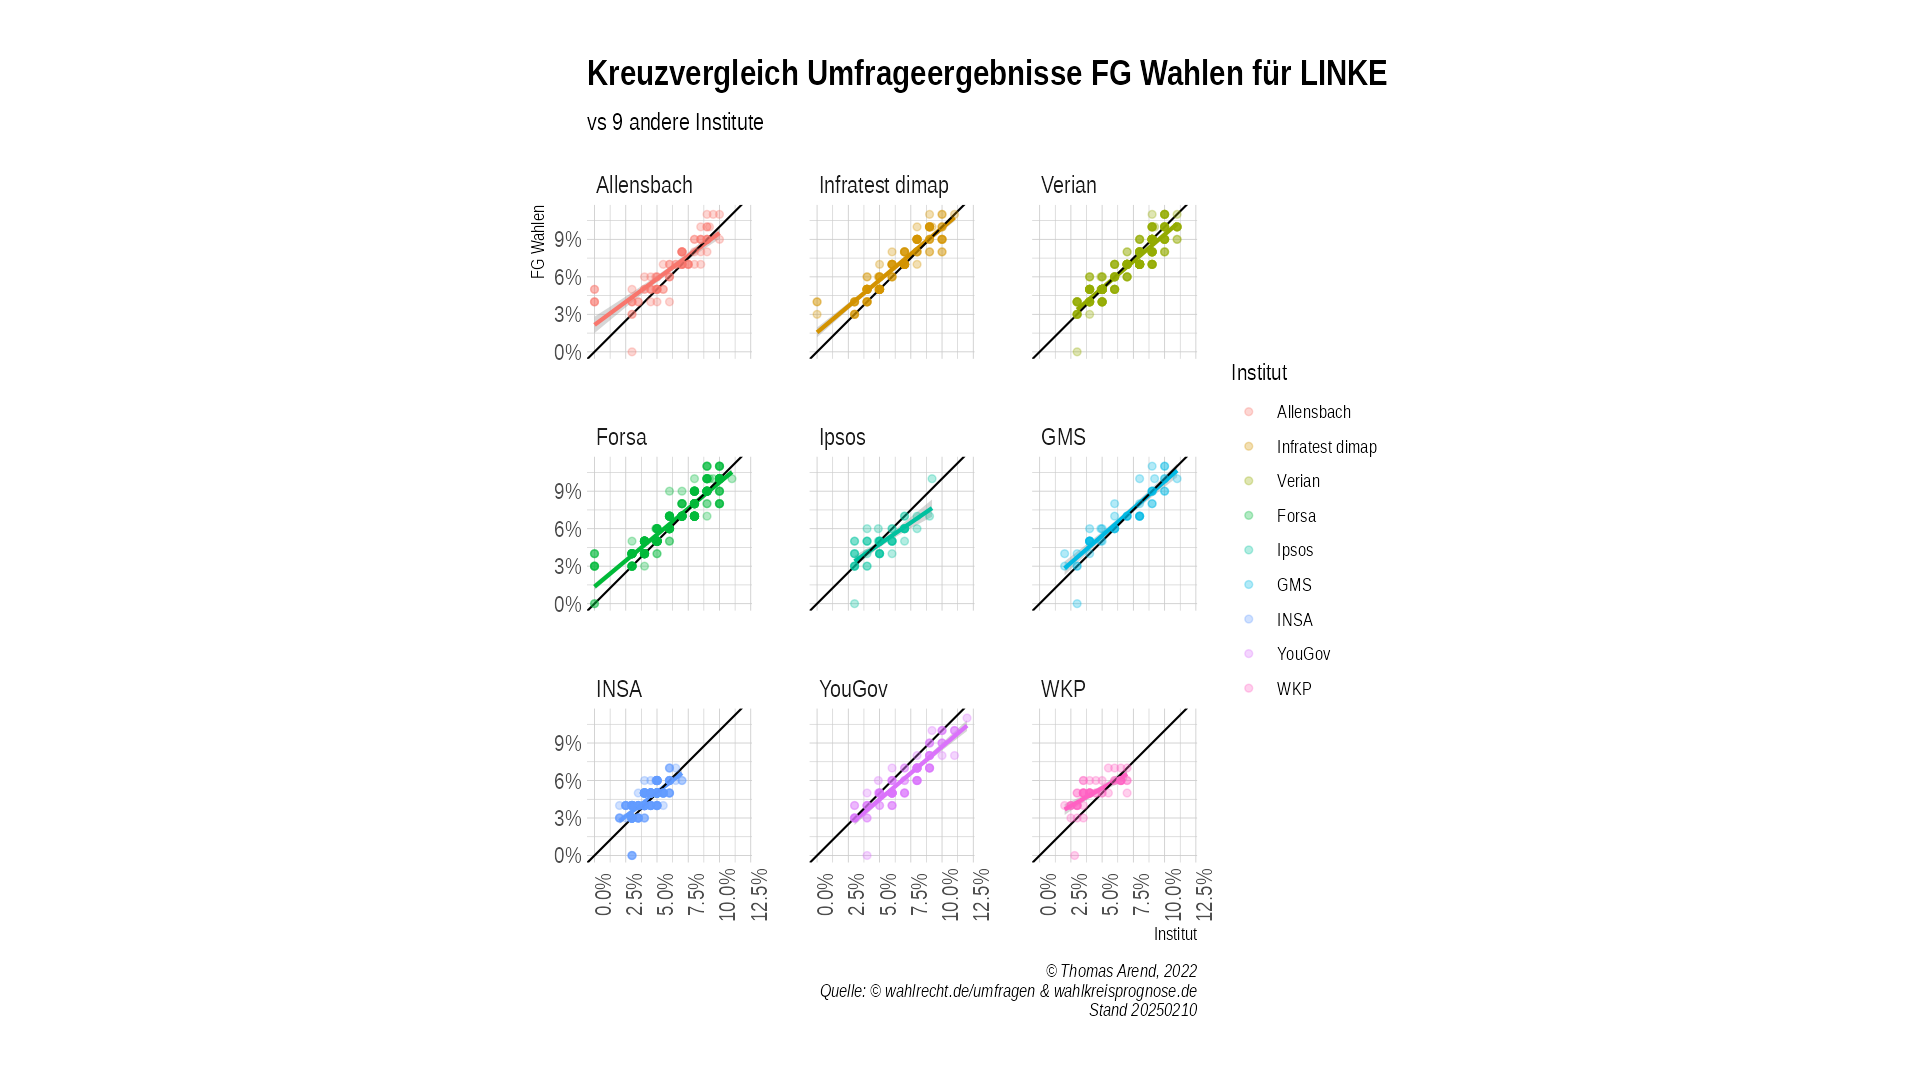 Kreuzvergleich Umfrageergebnisse FG Wahlen für LINKE
vs 9 andere Institute
Allensbach
Infratest dimap
Verian
FG Wahlen
9%
6%
3%
0%
Forsa
Ipsos
GMS
9%
6%
3%
0%
INSA
YouGov
WKP
9%
6%
3%
0%
0.0% 2.5% 5.0% 7.5% 10.0% 12.5%
0.0% 2.5% 5.0% 7.5% 10.0% 12.5%
0.0% 2.5% 5.0% 7.5% 10.0% 12.5%
Institut
Institut
Allensbach
Infratest dimap
Verian
Forsa
Ipsos
GMS
INSA
YouGov
WKP
© Thomas Arend, 2022
Quelle: © wahlrecht.de/umfragen & wahlkreisprognose.de
Stand 20250210